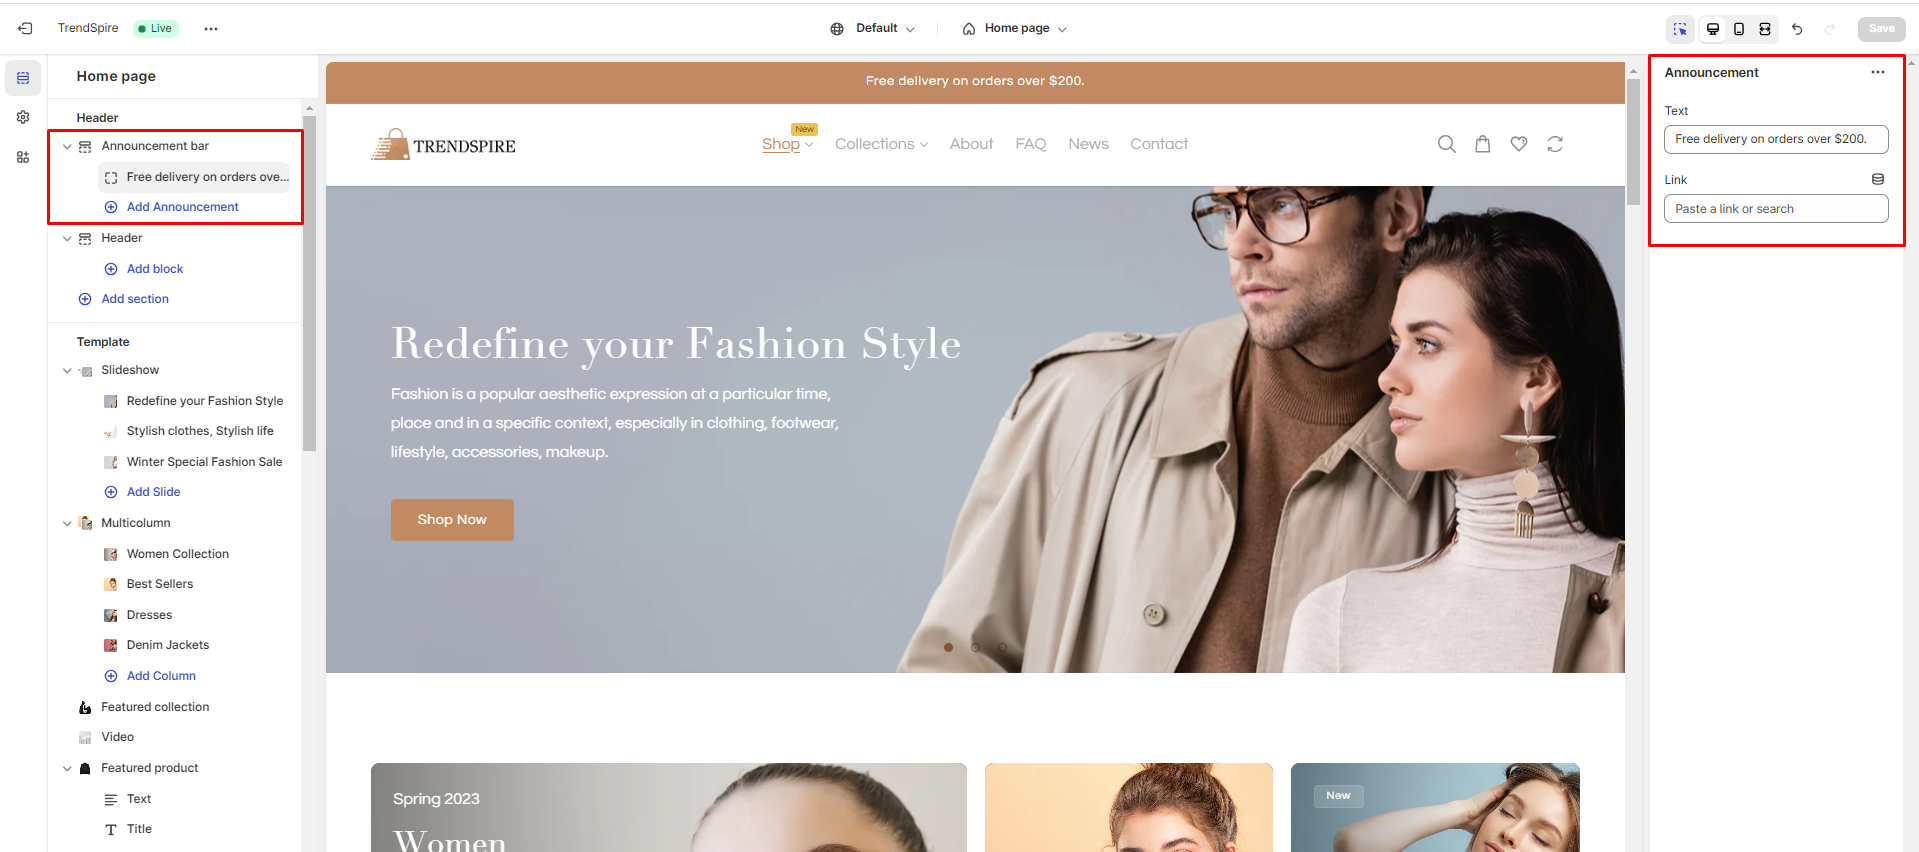 TrendSpire
Live
Default
Home page
Save
Home page
Header
Announcement bar
Free delivery on orders ove...
Add Announcement
Header
Add block
Add section
Template
Slideshow
Redefine your Fashion Style
Stylish clothes, Stylish life
Winter Special Fashion Sale
Add Slide
Multicolumn
Women Collection
Best Sellers
Dresses
Denim Jackets
Add Column
Featured collection
Video
Featured product
Text
Title
Free delivery on orders over $200.
TRENDSPIRE
New
Shop
Collections
About
FAQ
News
Contact
Redefine your Fashion Style
Fashion is a popular aesthetic expression at a particular time,
place and in a specific context, especially in clothing, footwear,
lifestyle, accessories, makeup.
Shop Now
Spring 2023
Women
New
Announcement
Text
Free delivery on orders over $200.
Link
Paste a link or search